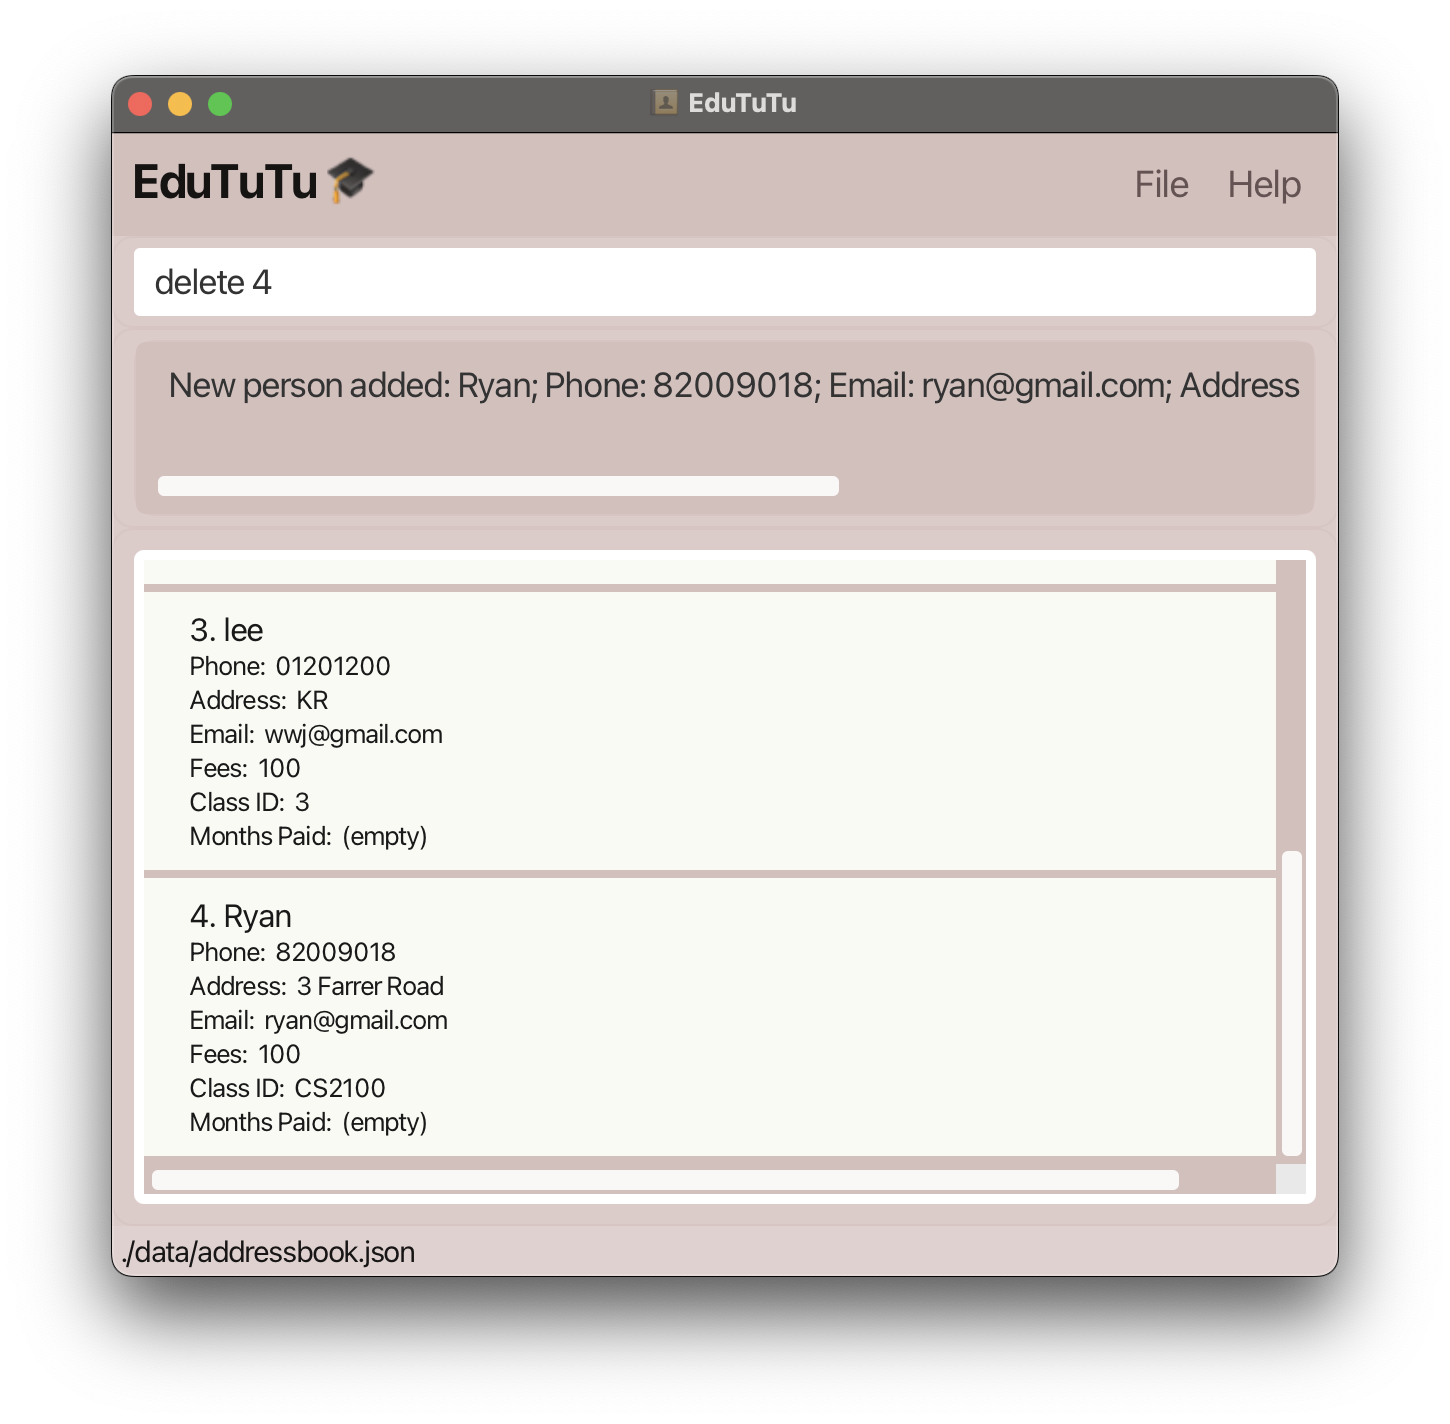 EduTuTu
EduTuTu
File Help
delete 4
New person added: Ryan; Phone: 82009018; Email: ryan@gmail.com; Address
3. lee
Phone: 01201200
Address: KR
Email: wwj@gmail.com
Fees: 100
Class ID: 3
Months Paid: (empty)
4. Ryan
Phone: 82009018
Address: 3 Farrer Road
Email: ryan@gmail.com
Fees: 100
Class ID: CS2100
Months Paid: (empty)
./data/addressbook.json